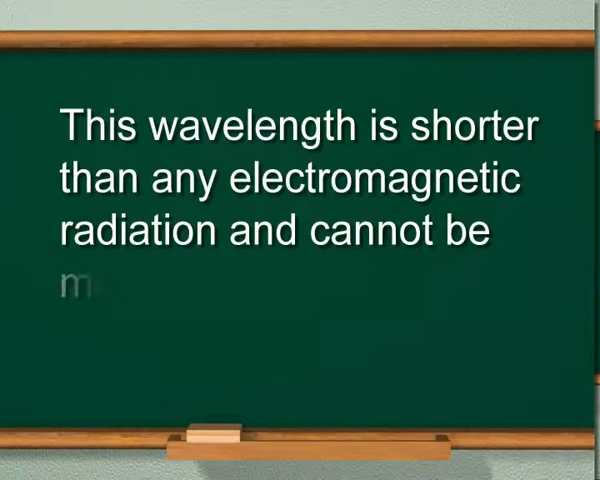 This wavelength is shorter
than any electromagnetic
radiation and cannot be
m